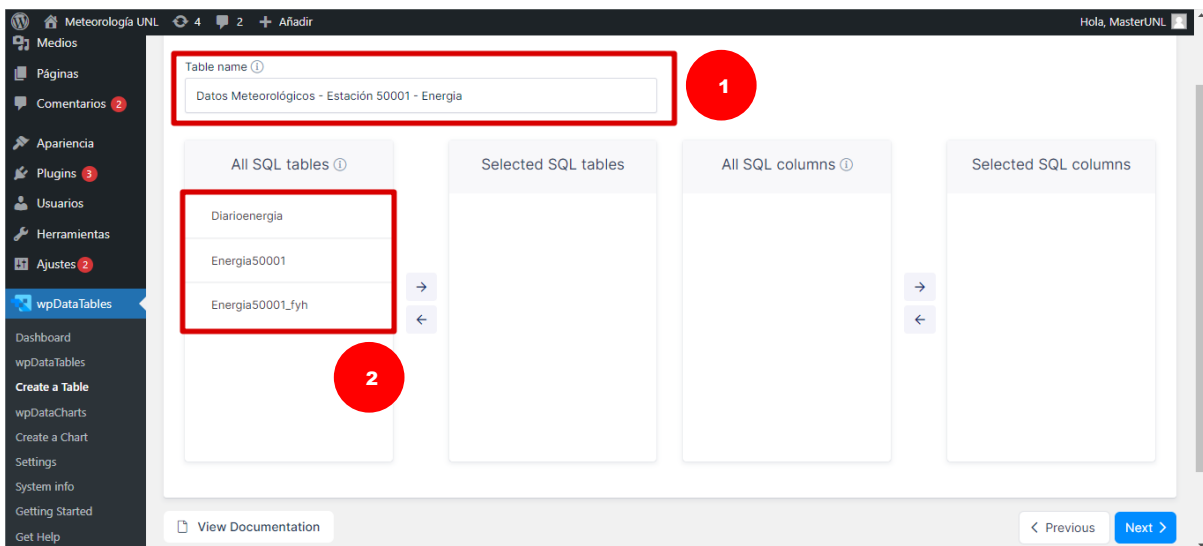 Meteorología UNL 4 2 Añadir Hola, MasterUNL
Medios
Páginas
Comentarios 2
Apariencia
Plugins 3
Usuarios
Herramientas
Ajustes 2
wpDataTables
Dashboard
wpDataTables
Create a Table
wpDataCharts
Create a Chart
Settings
System info
Getting Started
Get Help
Table name
Datos Meteorológicos - Estación 50001 - Energia
1
All SQL tables
Selected SQL tables
All SQL columns
Selected SQL columns
Diarioenergia
Energia50001
Energia50001_fyh
2
View Documentation
Previous
Next